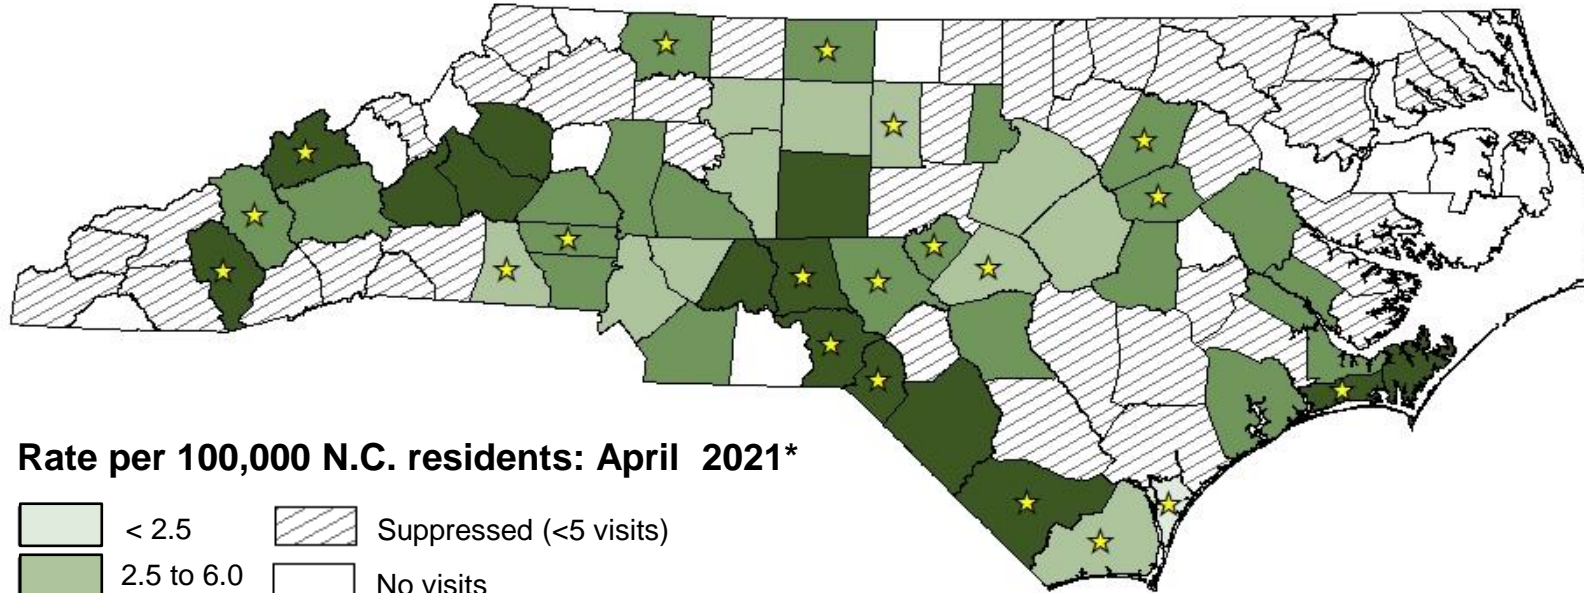 Rate per 100,000 N.C. residents: April 2021*
< 2.5
Suppressed (<5 visits)
2.5 to 6.0
No visits